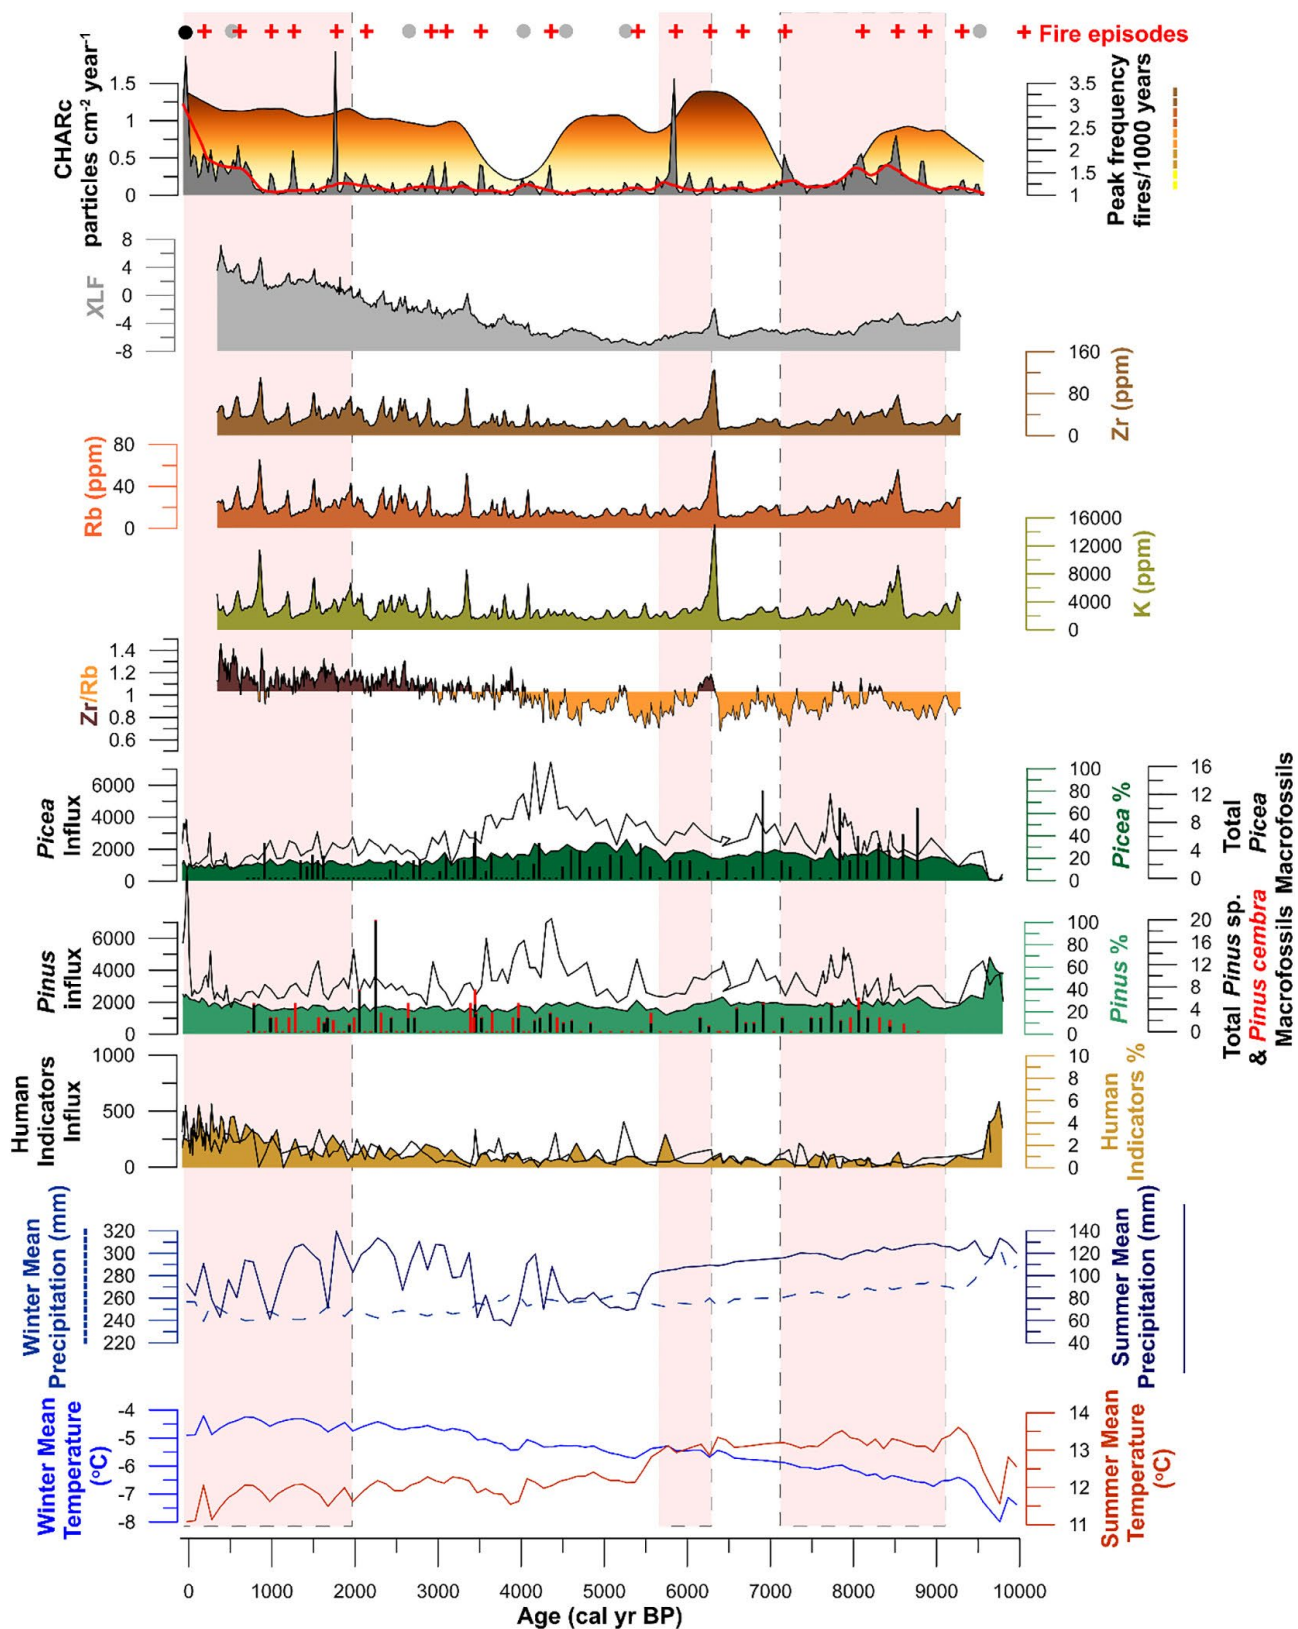 Fire episodes
CHARc
particles cm-2 year-1
1.5
1
0.5
0
3.5
3
2.5
2
1.5
1
Peak frequency
fires/1000 years
XLF
8
4
0
-4
-8
160
80
0
Zr (ppm)
Rb (ppm)
80
40
0
16000
12000
8000
4000
0
K (ppm)
Zr/Rb
1.4
1.2
1
0.8
0.6
Picea
Influx
6000
4000
2000
0
100
80
60
40
20
0
Picea %
16
12
8
4
0
Total
Picea
Macrofossils
Pinus
influx
6000
4000
2000
0
100
80
60
40
20
0
Pinus %
20
16
12
8
4
0
Total Pinus sp.
& Pinus cembra
Macrofossils
Human
Indicators
Influx
1000
500
0
10
8
6
4
2
0
Human
Indicators %
Winter Mean
Precipitation (mm)
320
300
280
260
240
220
140
120
100
80
60
40
Summer Mean
Precipitation (mm)
Winter Mean
Temperature
(°C)
-4
-5
-6
-7
-8
14
13
12
11
Summer Mean
Temperature
(°C)
0 1000 2000 3000 4000 5000 6000 7000 8000 9000 10000
Age (cal yr BP)